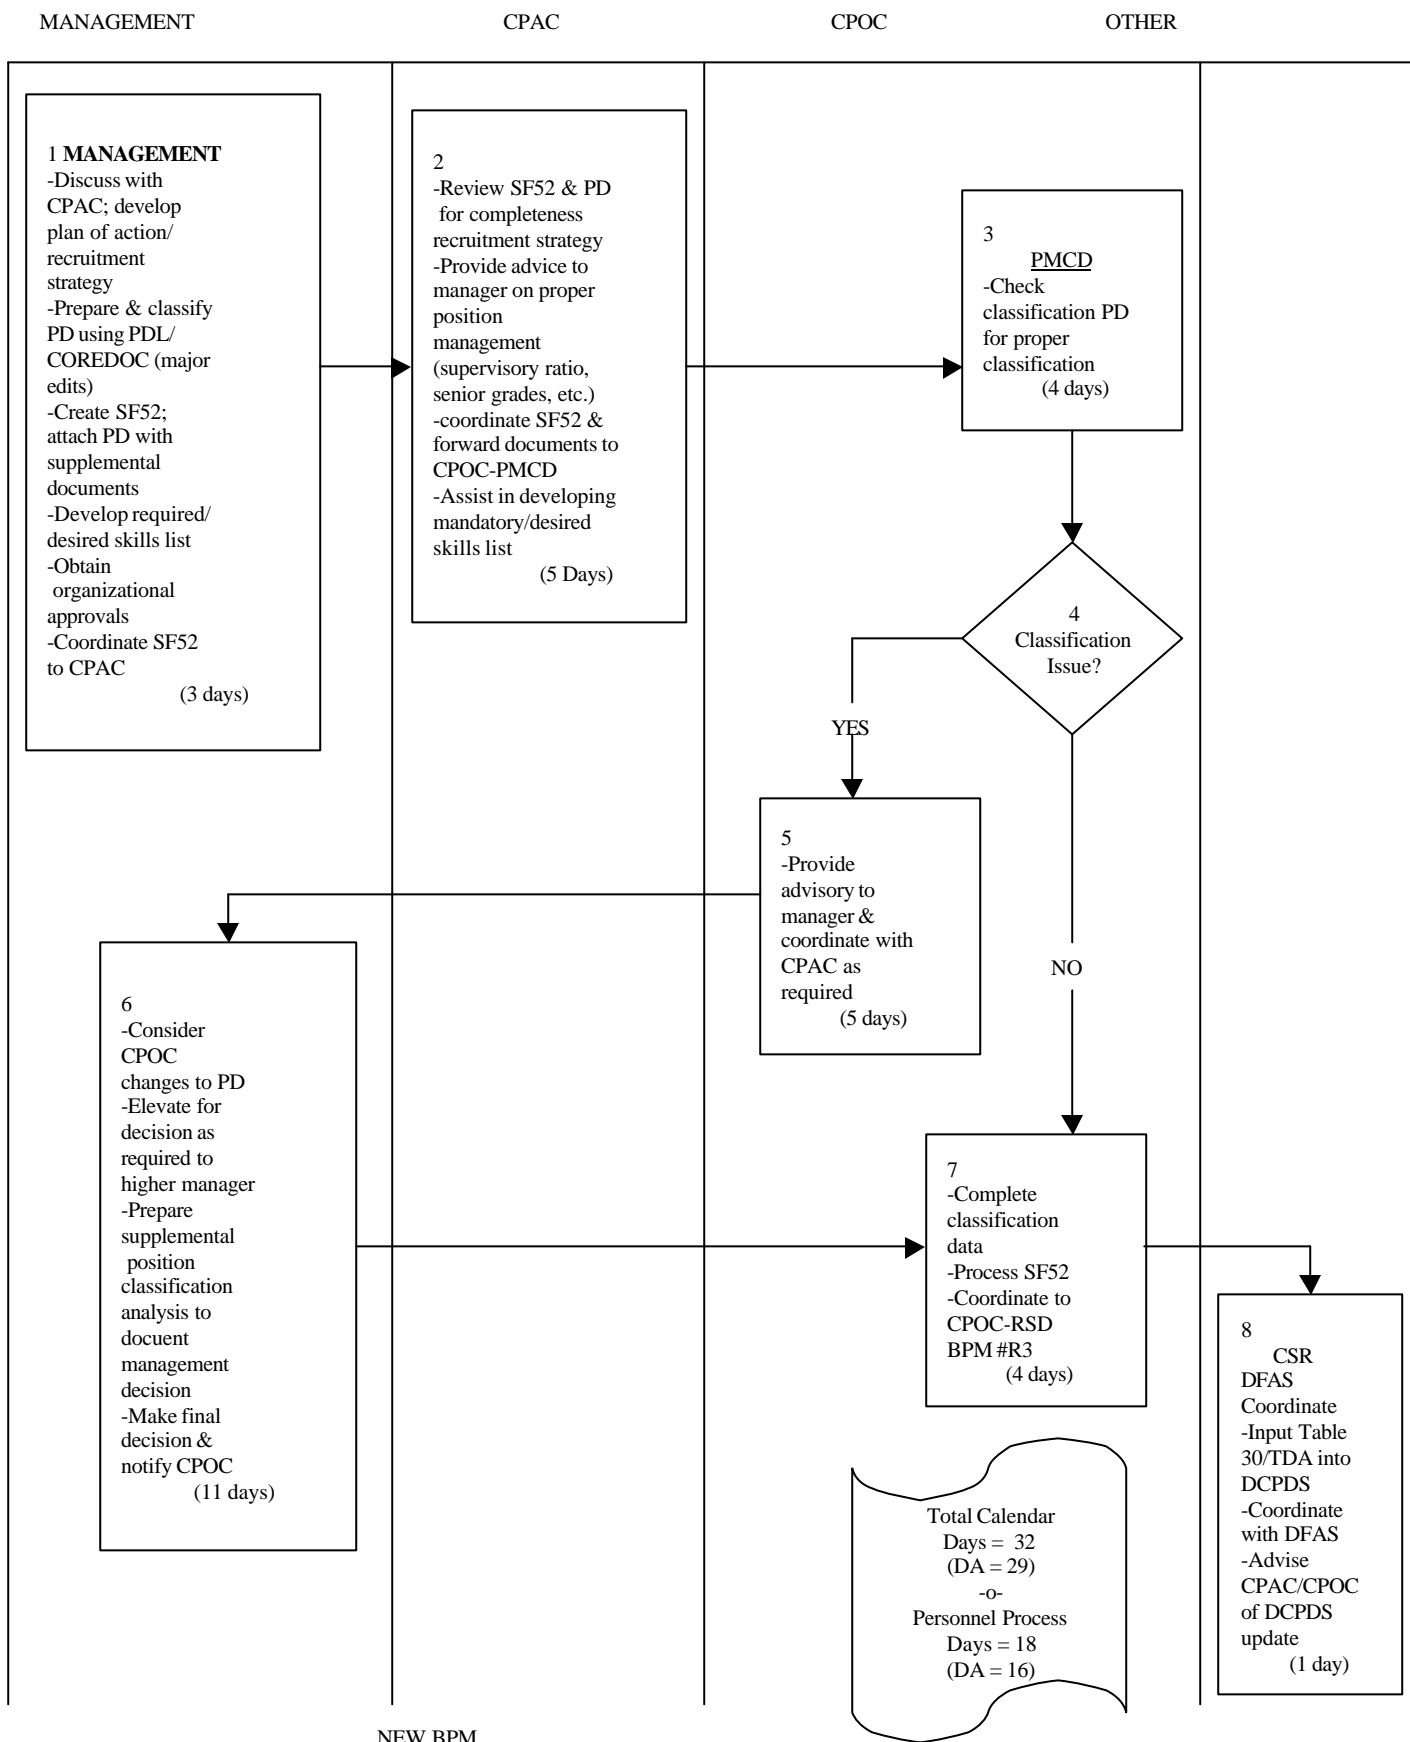 MANAGEMENT
CPAC
CPOC
OTHER
1 MANAGEMENT
-Discuss with
CPAC; develop
plan of action/
recruitment
strategy
-Prepare & classify
PD using PDL/
COREDOC (major
edits)
-Create SF52;
attach PD with
supplemental
documents
-Develop required/
desired skills list
-Obtain
organizational
approvals
-Coordinate SF52
to CPAC
(3 days)
2
-Review SF52 & PD
for completeness
recruitment strategy
-Provide advice to
manager on proper
position
management
(supervisory ratio,
senior grades, etc.)
-coordinate SF52 &
forward documents to
CPOC-PMCD
-Assist in developing
mandatory/desired
skills list
(5 Days)
3
PMCD
-Check
classification PD
for proper
classification
(4 days)
4
Classification
Issue?
YES
NO
5
-Provide
advisory to
manager &
coordinate with
CPAC as
required
(5 days)
6
-Consider
CPOC
changes to PD
-Elevate for
decision as
required to
higher manager
-Prepare
supplemental
position
classification
analysis to
docuent
management
decision
-Make final
decision &
notify CPOC
(11 days)
7
-Complete
classification
data
-Process SF52
-Coordinate to
CPOC-RSD
BPM #R3
(4 days)
8
CSR
DFAS
Coordinate
-Input Table
30/TDA into
DCPDS
-Coordinate
with DFAS
-Advise
CPAC/CPOC
of DCPDS
update
(1 day)
Total Calendar
Days = 32
(DA = 29)
-o-
Personnel Process
Days = 18
(DA = 16)
NEW BPM